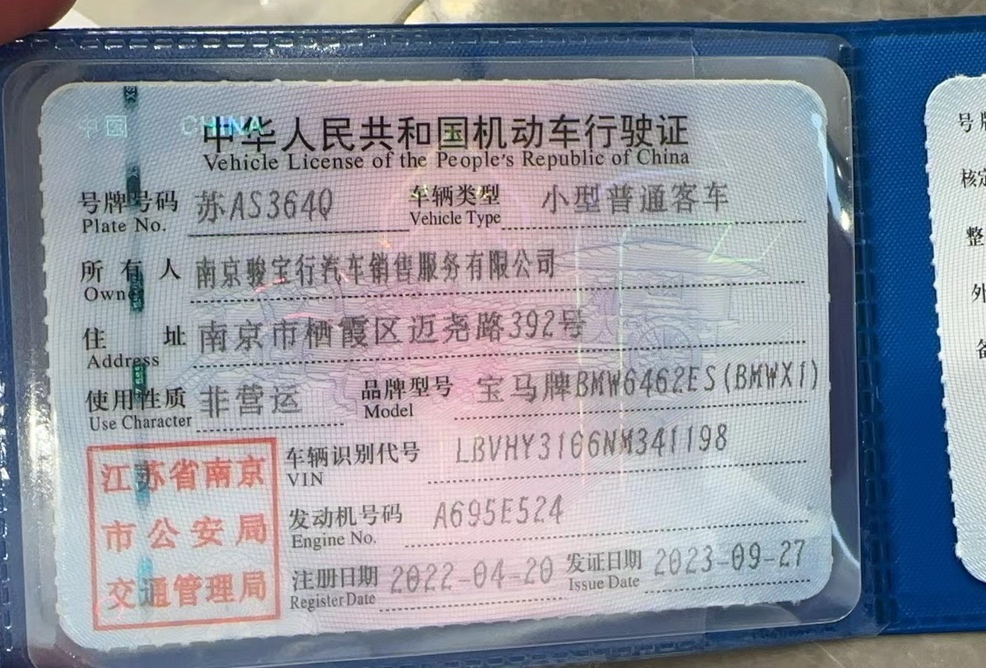 中国 CHINA
中华人民共和国机动车行驶证
Vehicle License of the People's Republic of China
号牌号码 苏AS364Q 车辆类型 小型普通客车
Plate No. Vehicle Type
所有人 南京骏宝行汽车销售服务有限公司
Owner
住址 南京市栖霞区迈尧路392号
Address
使用性质 非营运 品牌型号 宝马牌BMW6462ES(BMWX1)
Use Character Model
江苏省南京
市公安局
交通管理局
车辆识别代号 LBVHY3166NM341198
VIN
发动机号码 A695E524
Engine No.
注册日期 2022-04-20 发证日期 2023-09-27
Register Date Issue Date
号牌
核定
整
外
备